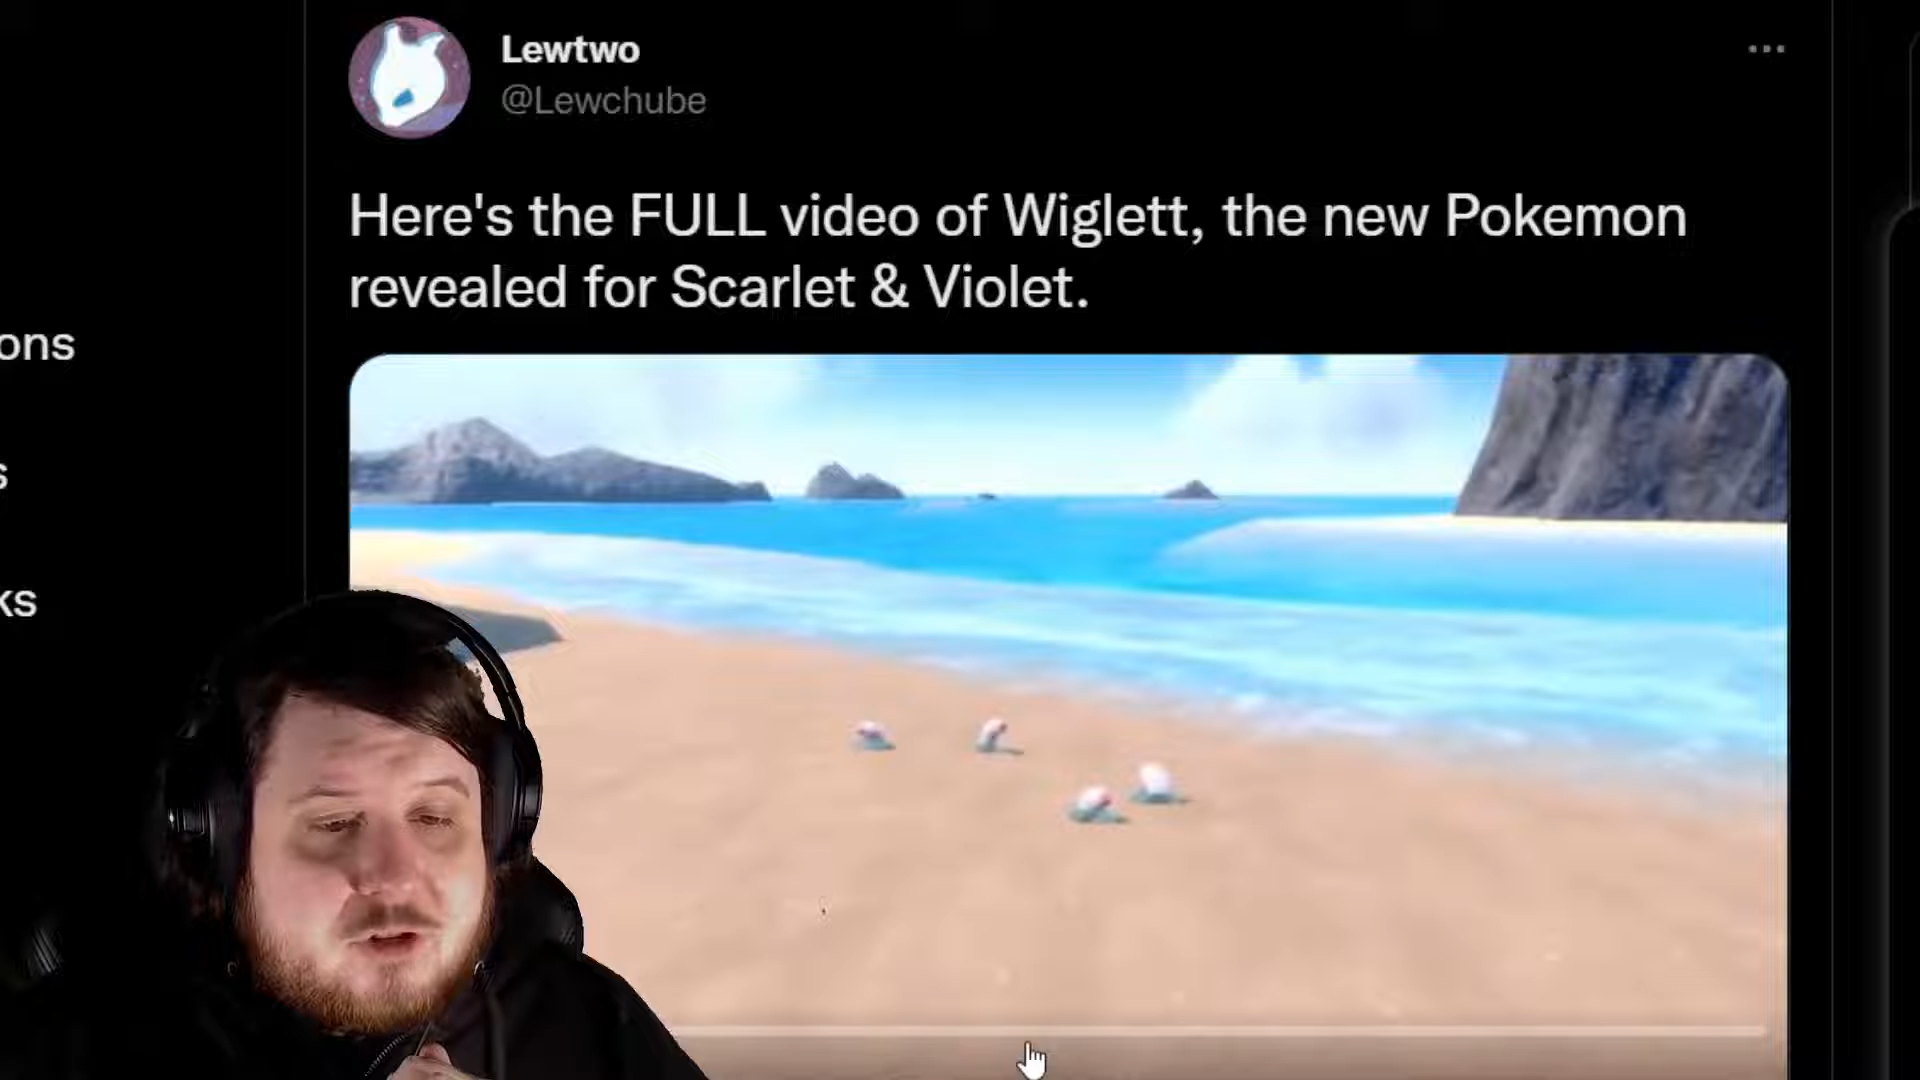 Lewtwo
@Lewchube
Here's the FULL video of Wiglett, the new Pokemon
revealed for Scarlet & Violet.
ons
s
ks